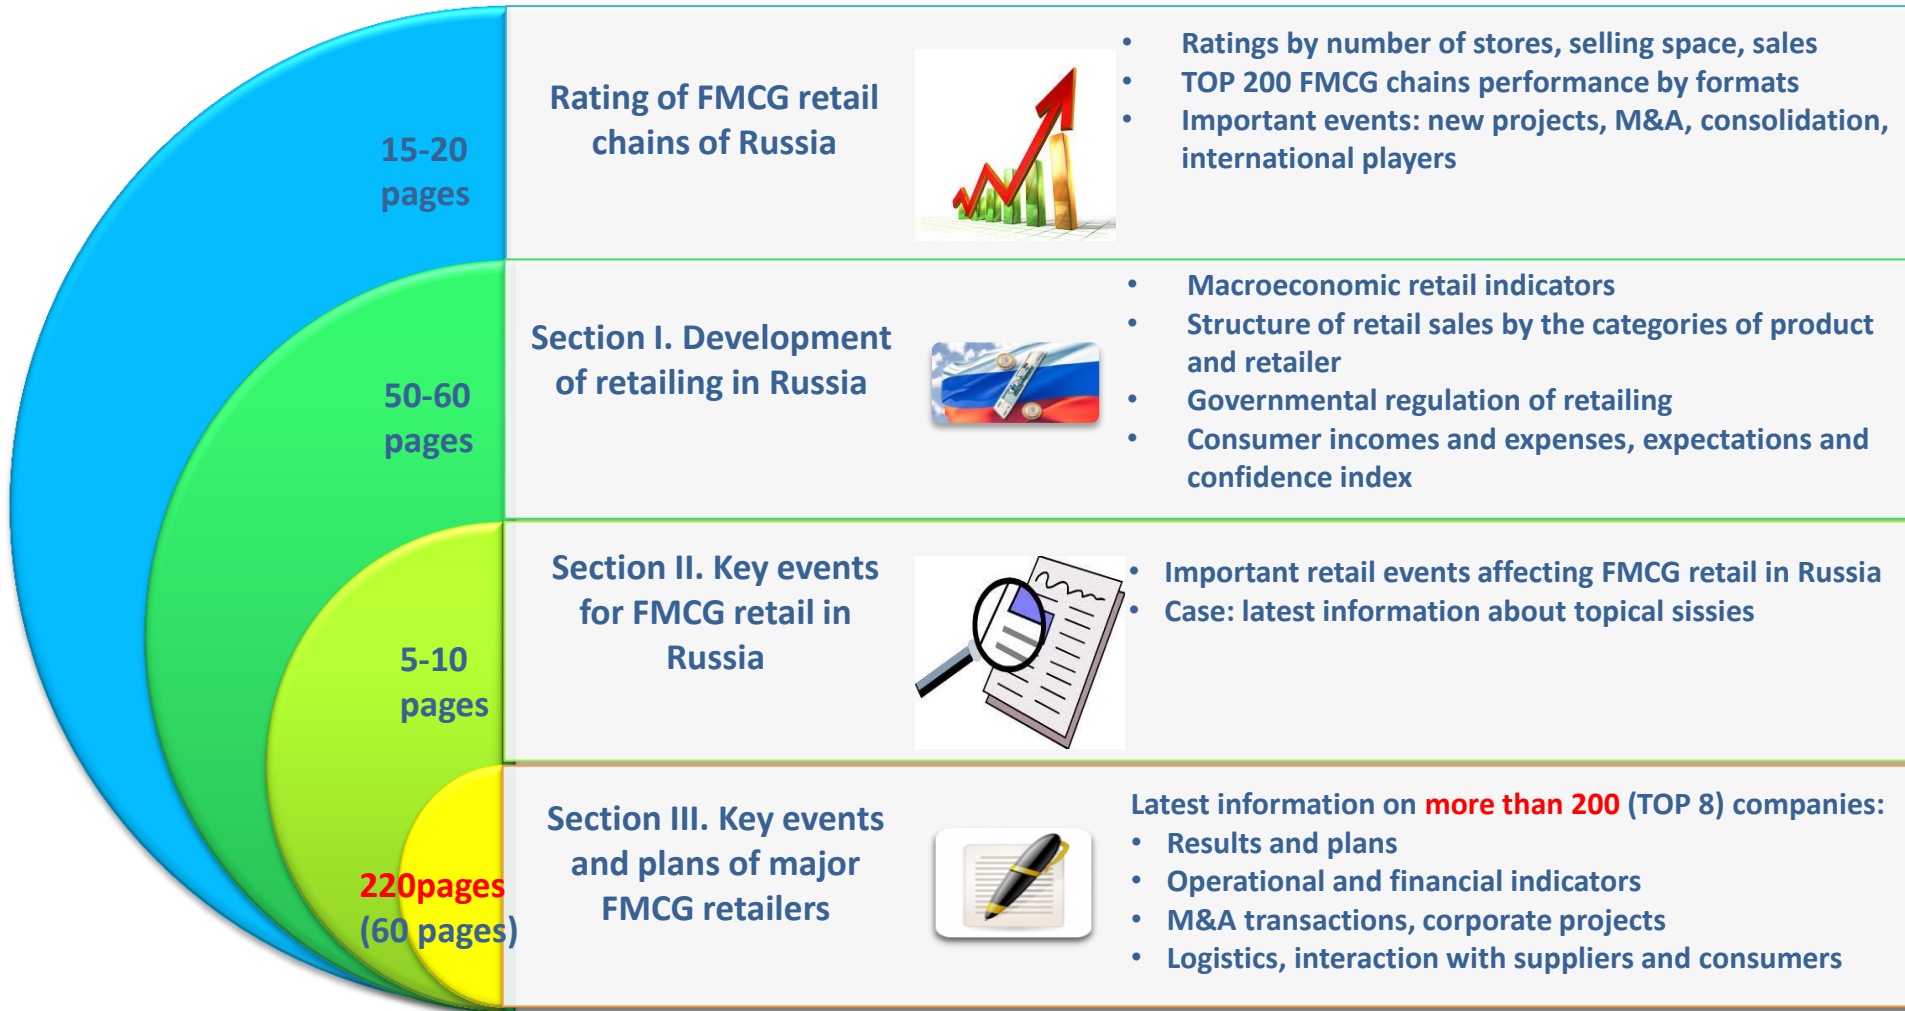 15-20
pages
Rating of FMCG retail
chains of Russia
• Ratings by number of stores, selling space, sales
• TOP 200 FMCG chains performance by formats
• Important events: new projects, M&A, consolidation,
international players
50-60
pages
Section I. Development
of retailing in Russia
• Macroeconomic retail indicators
• Structure of retail sales by the categories of product
and retailer
• Governmental regulation of retailing
• Consumer incomes and expenses, expectations and
confidence index
5-10
pages
Section II. Key events
for FMCG retail in
Russia
• Important retail events affecting FMCG retail in Russia
• Case: latest information about topical sissies
220pages
(60 pages)
Section III. Key events
and plans of major
FMCG retailers
Latest information on more than 200 (TOP 8) companies:
• Results and plans
• Operational and financial indicators
• M&A transactions, corporate projects
• Logistics, interaction with suppliers and consumers